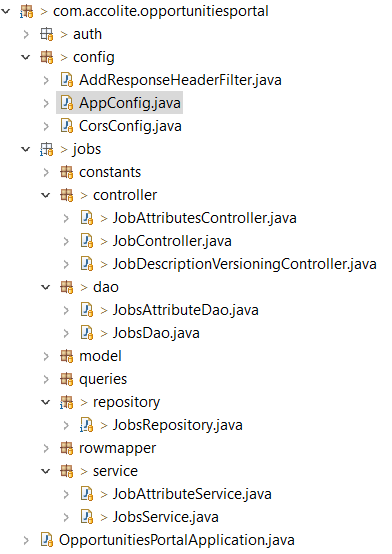 > com.accolite.opportunitiesportal
> auth
> config
AddResponseHeaderFilter.java
AppConfig.java
CorsConfig.java
> jobs
constants
> controller
> JobAttributesController.java
> JobController.java
> JobDescriptionVersioningController.java
> dao
> JobsAttributeDao.java
> JobsDao.java
model
queries
> repository
> JobsRepository.java
rowmapper
> service
> JobAttributeService.java
> JobsService.java
OpportunitiesPortalApplication.java